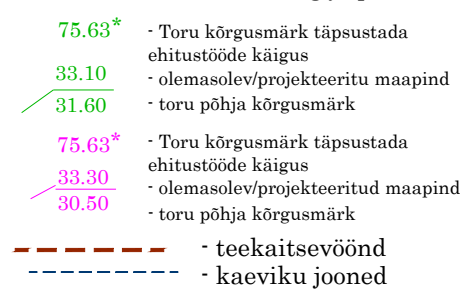 75.63* - Toru kõrgusmärk täpsustada
ehitustööde käigus
33.10 - olemasolev/projekteeritu maapind
31.60 - toru põhja kõrgusmärk
75.63* - Toru kõrgusmärk täpsustada
ehitustööde käigus
33.30 - olemasolev/projekteeritud maapind
30.50 - toru põhja kõrgusmärk
- teekaitsevöönd
- kaeviku jooned